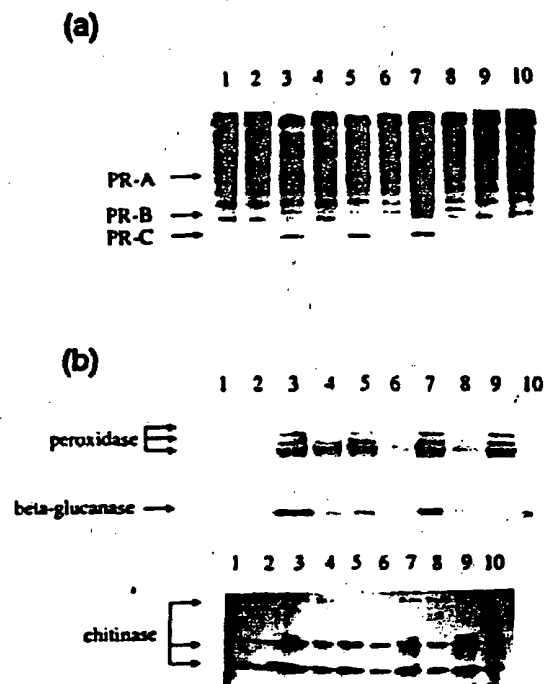 (a)
1 2 3 4 5 6 7 8 9 10
PR-A
PR-B
PR-C
(b)
1 2 3 4 5 6 7 8 9 10
peroxidase
beta-glucanase
1 2 3 4 5 6 7 8 9 10
chitinase